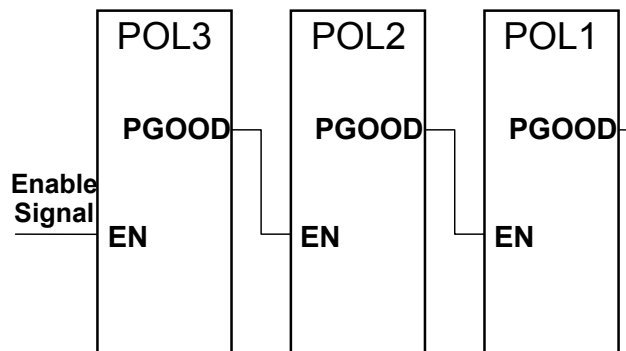 POL3 POL2 POL1
PGOOD PGOOD PGOOD
Enable
Signal
EN EN EN